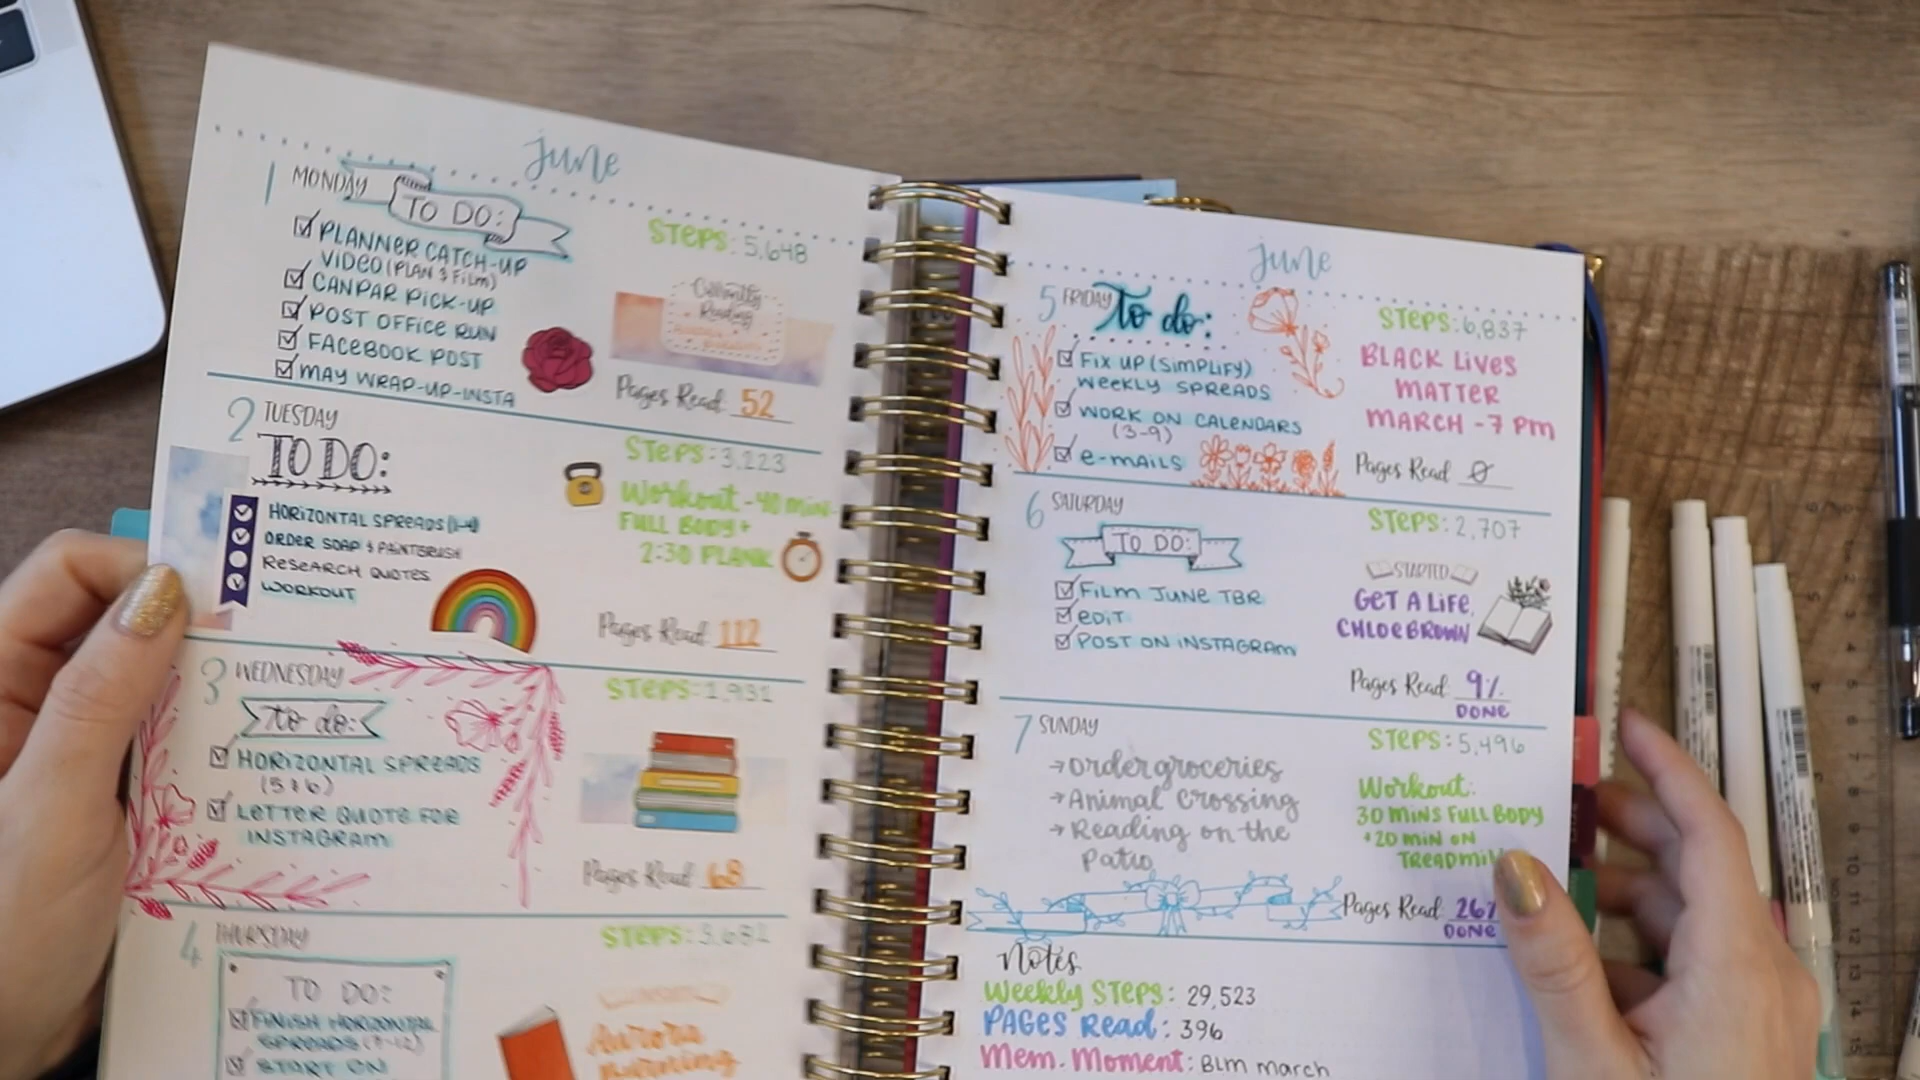 june
1 MONDAY
TO DO:
PLANNER CATCH-UP
VIDEO (PLAN & FILM)
CANPAR PICK-UP
POST OFFICE RUN
FACEBOOK POST
MAY WRAP-UP-INSTA
STEPS: 5,648
Currently
Reading
Pages Read 52
2 TUESDAY
TO DO:
HORIZONTAL SPREADS (1-4)
ORDER SOAP & PAINTBRUSH
RESEARCH QUOTES
WORKOUT
STEPS: 3,223
Workout - 40 min
FULL BODY +
2:30 PLANK
Pages Read 112
3 WEDNESDAY
to do:
HORIZONTAL SPREADS
(5 & 6)
LETTER QUOTE FOR
INSTAGRAM
STEPS: 1,931
Pages Read 68
4 THURSDAY
TO DO:
FINISH HORIZONTAL
SPREADS (7-12)
START ON
STEPS: 3,681
Aurora
june
5 FRIDAY
To do:
FIX UP (SIMPLIFY)
WEEKLY SPREADS
WORK ON CALENDARS
(3-9)
e-mails
STEPS: 6,837
BLACK LIVES
MATTER
MARCH - 7 PM
Pages Read 0
6 SATURDAY
TO DO:
FILM JUNE TBR
EDIT
POST ON INSTAGRAM
STEPS: 2,707
STARTED
GET A LIFE,
CHLOE BROWN
Pages Read 9%
DONE
7 SUNDAY
→ Order groceries
→ Animal Crossing
→ Reading on the
Patio
STEPS: 5,496
Workout:
30 MINS FULL BODY
+ 20 MIN ON
TREADMILL
Pages Read 26%
DONE
Notes
Weekly STEPS: 29,523
PAGES Read: 396
Mem. Moment: BLM march